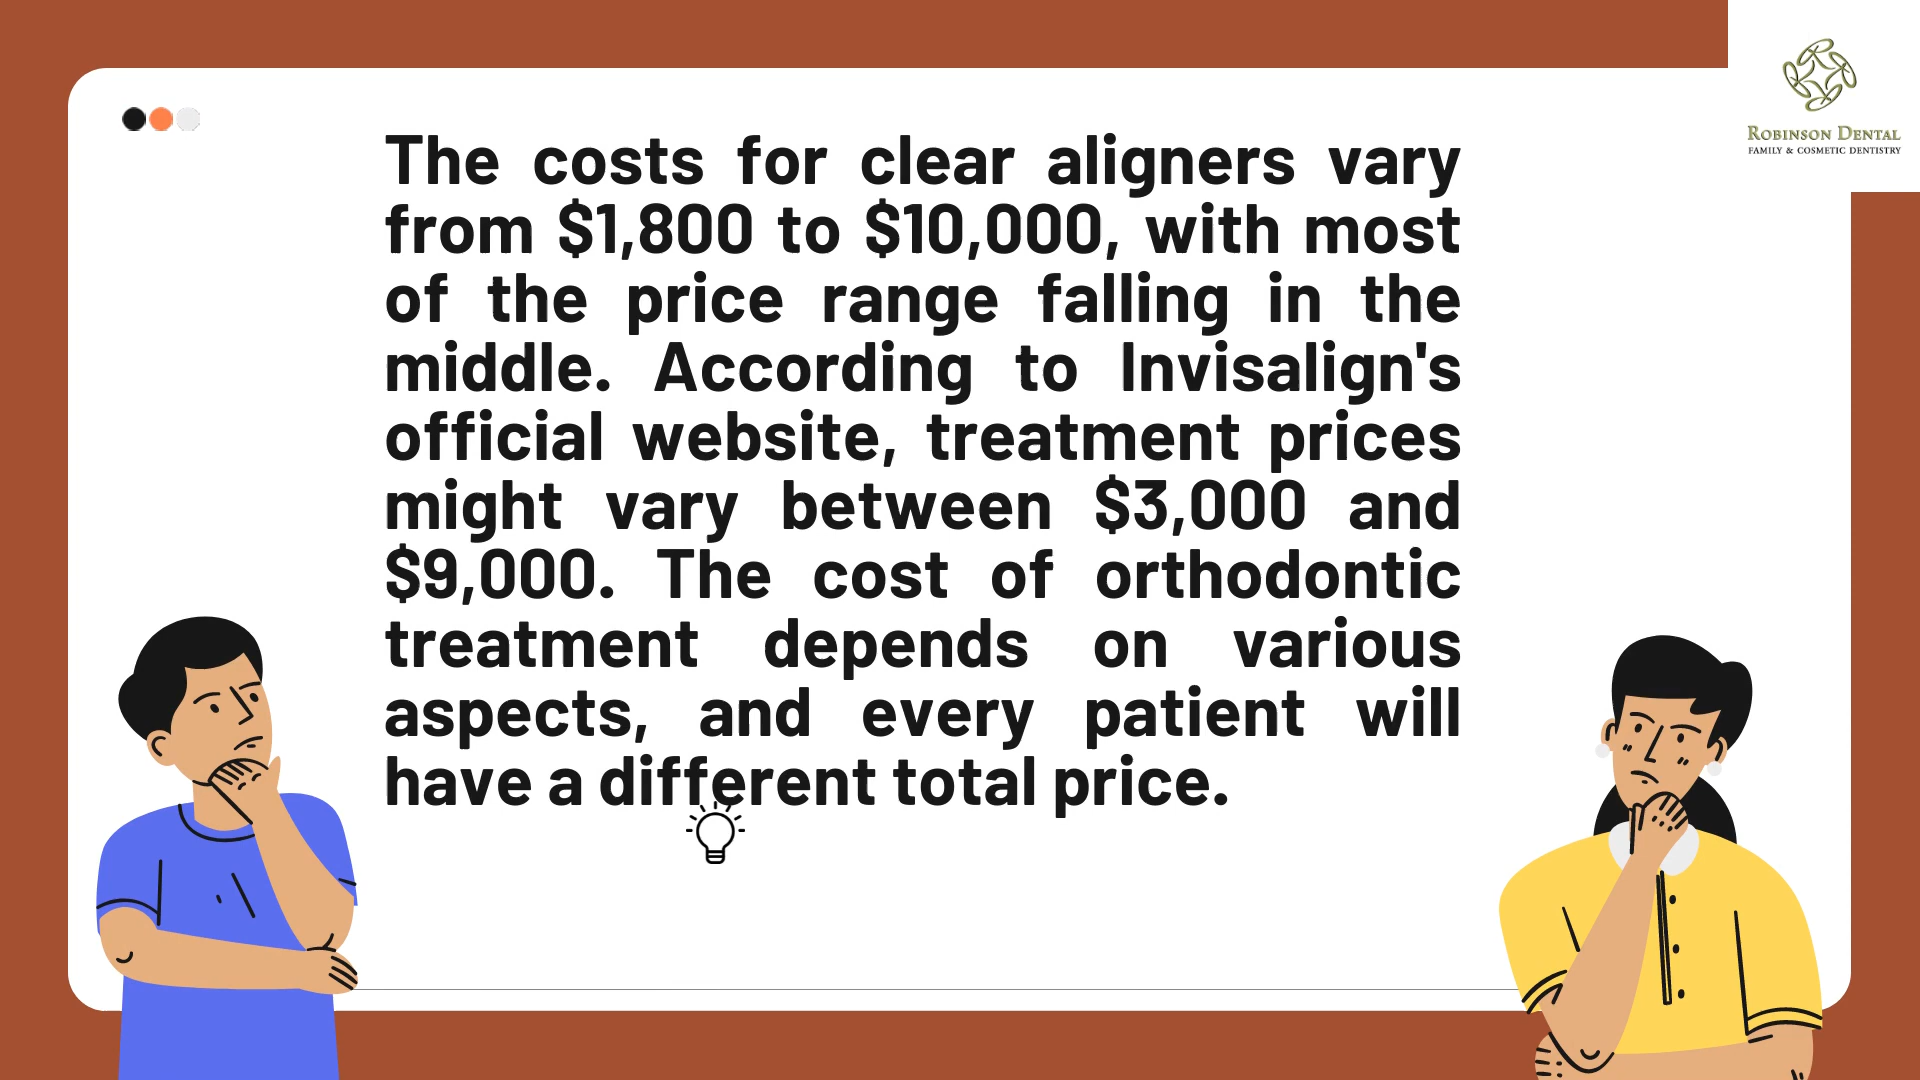 ROBINSON DENTAL
FAMILY & COSMETIC DENTISTRY
The costs for clear aligners vary
from $1,800 to $10,000, with most
of the price range falling in the
middle. According to Invisalign's
official website, treatment prices
might vary between $3,000 and
$9,000. The cost of orthodontic
treatment depends on various
aspects, and every patient will
have a different total price.